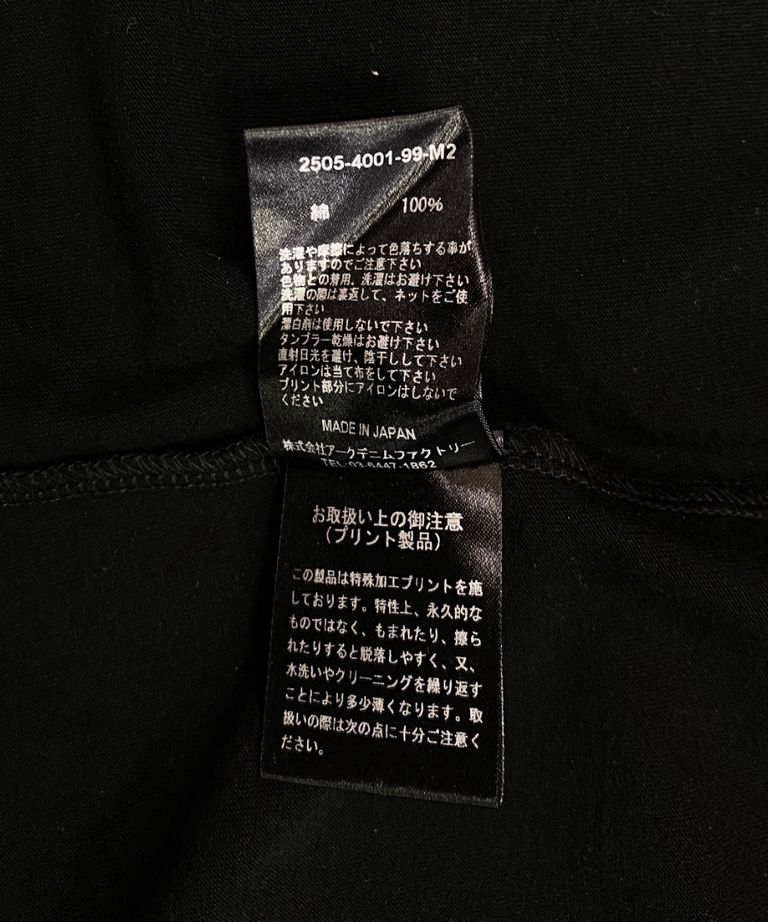 2505-4001-99-M2
綿 100%
洗濯や摩擦によって色落ちする事が
ありますのでご注意下さい
色物との着用、洗濯はお避け下さい
洗濯の際は裏返して、ネットをご使
用下さい
漂白剤は使用しないで下さい
タンブラー乾燥はお避け下さい
直射日光を避け、陰干しして下さい
アイロンは当て布をして下さい
プリント部分にアイロンはしないで
ください
MADE IN JAPAN
株式会社アークデニムファクトリー
TEL:03-6447-1862
お取扱い上の御注意
(プリント製品)
この製品は特殊加工プリントを施
しております。特性上、永久的な
ものではなく、もまれたり、擦ら
れたりすると脱落しやすく、又、
水洗いやクリーニングを繰り返す
ことにより多少薄くなります。取
扱いの際は次の点に十分ご注意く
ださい。